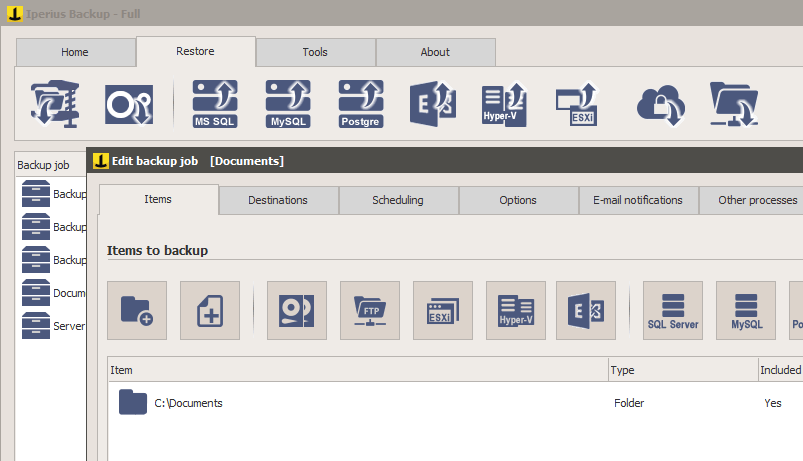 Iperius Backup - Full
Home Restore Tools About
MS SQL MySQL Postgre E Hyper-V ESXi
Backup job
Edit backup job [Documents]
Backup
Backup
Backup
Docum
Server
Items Destinations Scheduling Options E-mail notifications Other processes
Items to backup
FTP ESXi Hyper-V E SQL Server MySQL Po
Item Type Included
C:\Documents Folder Yes